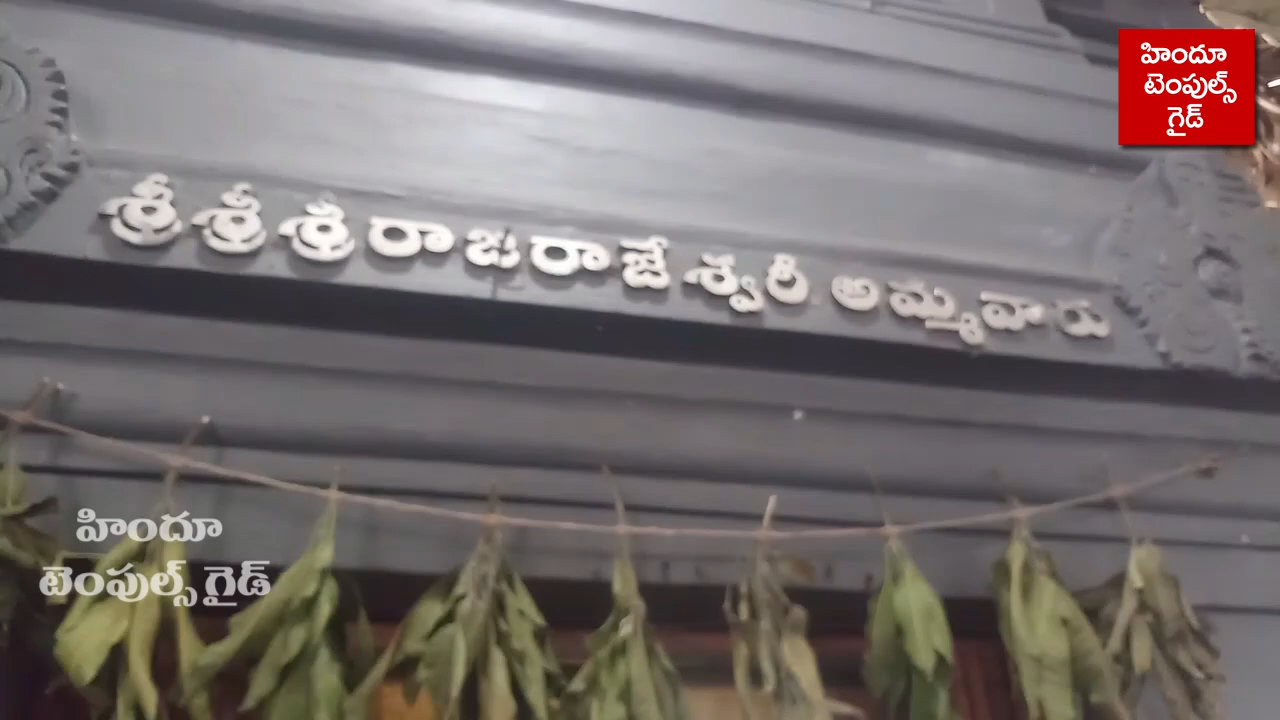 హిందూ
టెంపుల్స్
గైడ్
శ్రీ శ్రీ శ్రీ రాజరాజేశ్వరీ అమ్మవారు
హిందూ
టెంపుల్స్ గైడ్